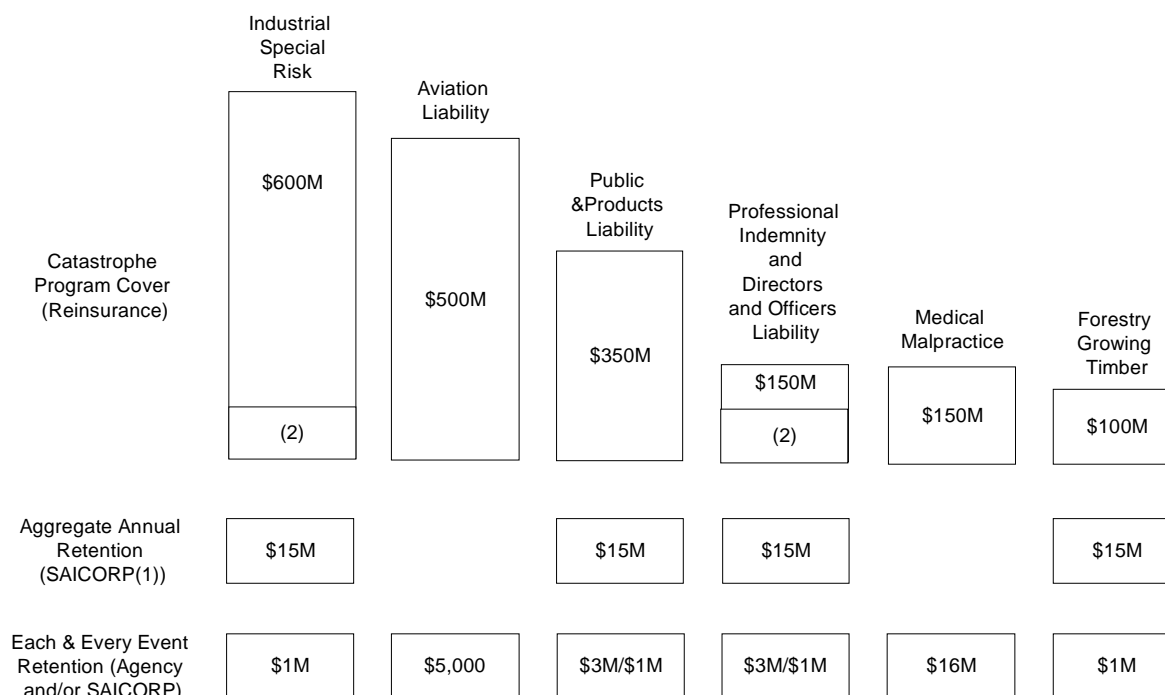 Industrial
Special
Risk
Aviation
Liability
Public
&Products
Liability
Professional
Indemnity
and
Directors
and Officers
Liability
Medical
Malpractice
Forestry
Growing
Timber
Catastrophe
Program Cover
(Reinsurance)
$600M
(2)
$500M
$350M
$150M
(2)
$150M
$100M
Aggregate Annual
Retention
(SAICORP(1))
$15M
$15M
$15M
$15M
Each & Every Event
Retention (Agency
and/or SAICORP)
$1M
$5,000
$3M/$1M
$3M/$1M
$16M
$1M